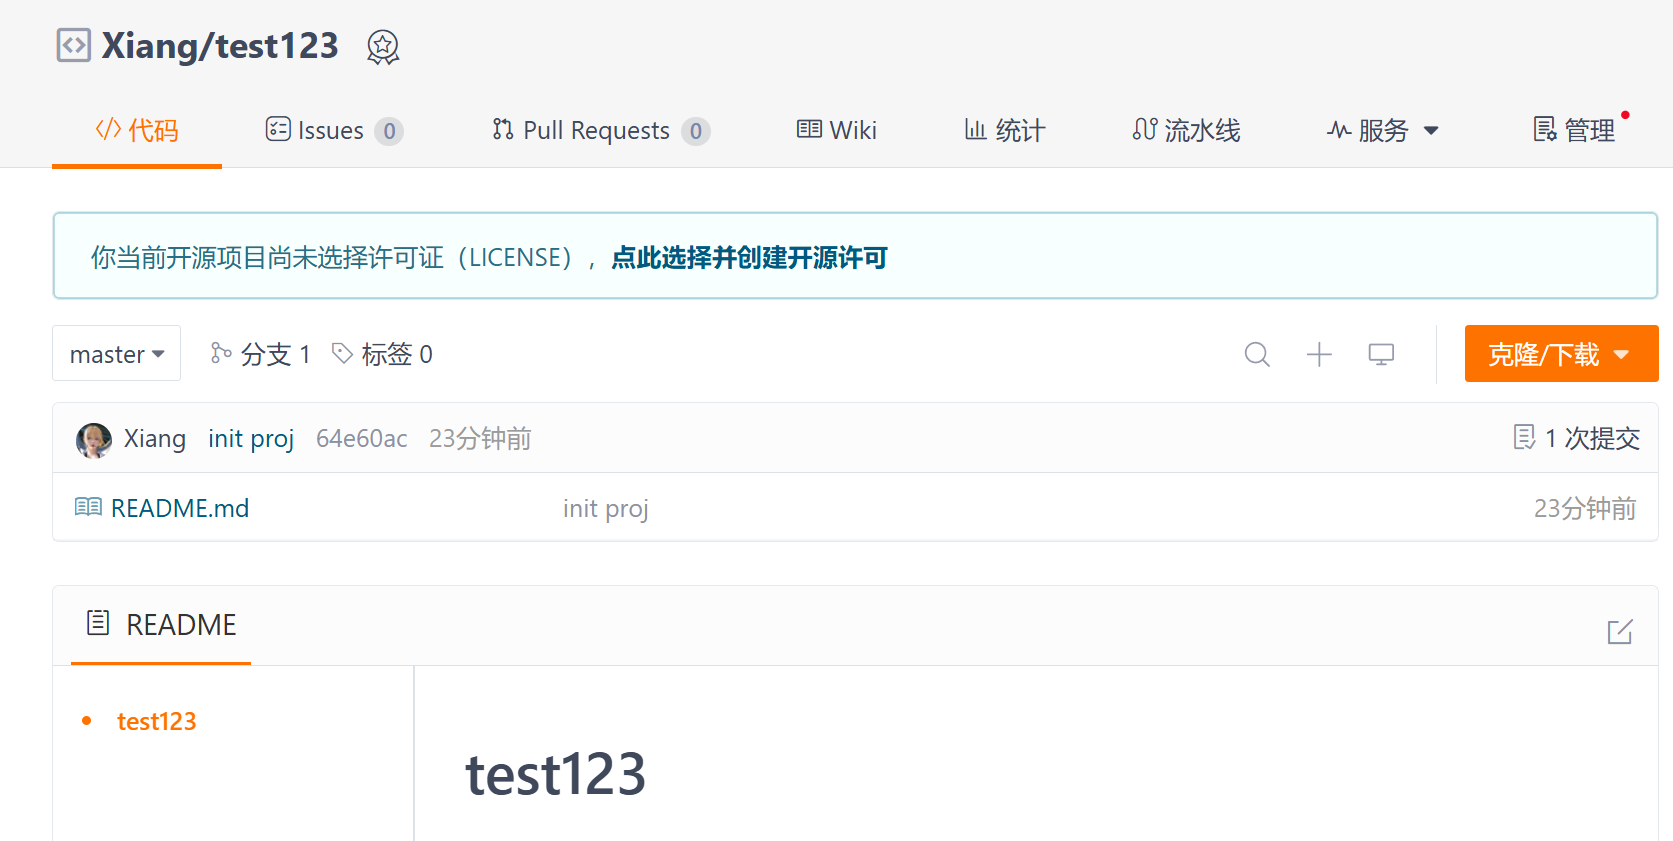 Xiang/test123
代码 Issues 0 Pull Requests 0 Wiki 统计 流水线 服务 管理
你当前开源项目尚未选择许可证（LICENSE），点此选择并创建开源许可
master 分支 1 标签 0 克隆/下载
Xiang init proj 64e60ac 23分钟前 1 次提交
README.md init proj 23分钟前
README
test123
test123